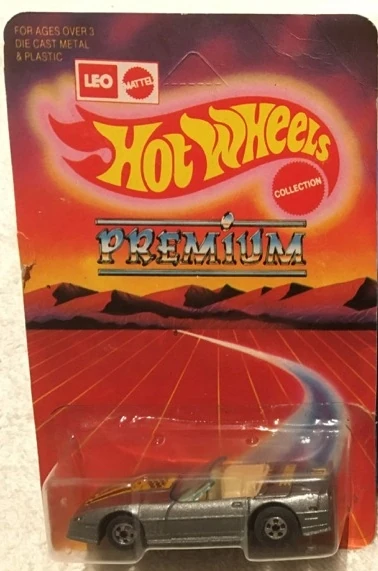 FOR AGES OVER 3
DIE CAST METAL
& PLASTIC
LEO
MATTEL
HOT WHEELS
COLLECTION
PREMIUM